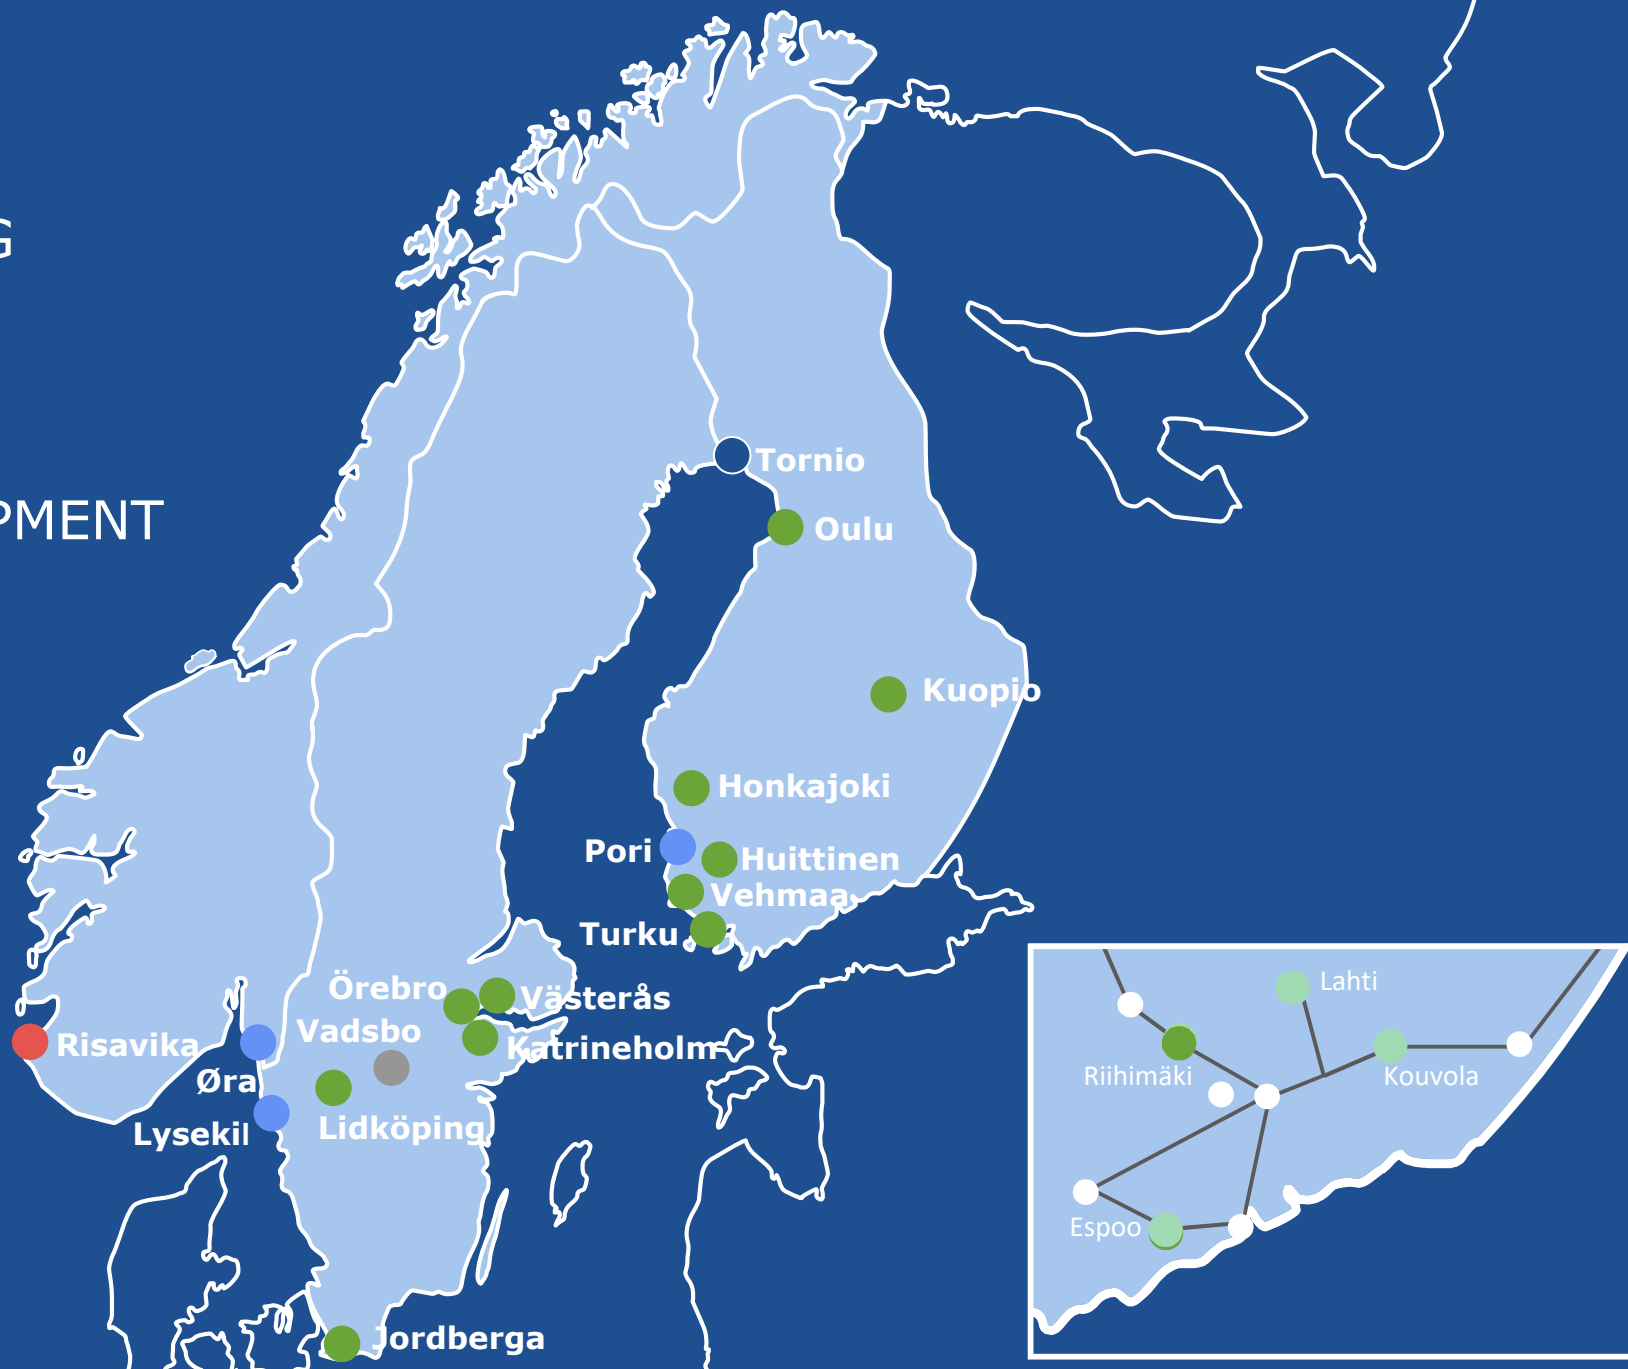 G
PMENT
Tornio
Oulu
Kuopio
Honkajoki
Pori
Huittinen
Vehmaa
Turku
Örebro
Västerås
Vadsbo
Katrineholm
Risavika
Øra
Lysekil
Lidköping
Jordberga
Lahti
Riihimäki
Kouvola
Espoo